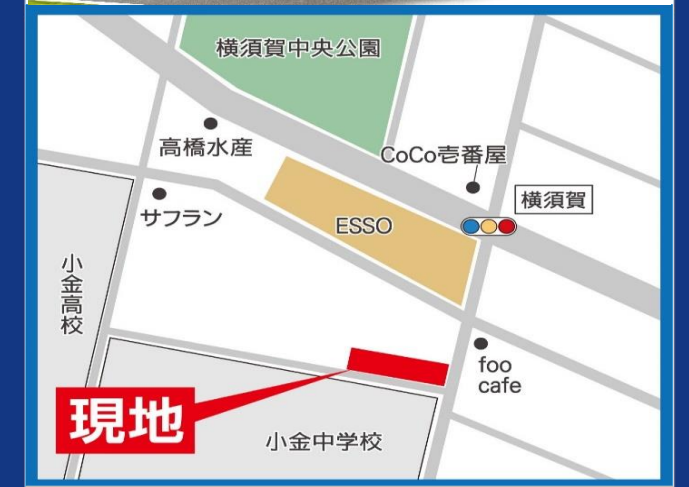 横須賀中央公園
高橋水産
CoCo壱番屋
横須賀
サフラン
ESSO
小金高校
foo
cafe
現地
小金中学校